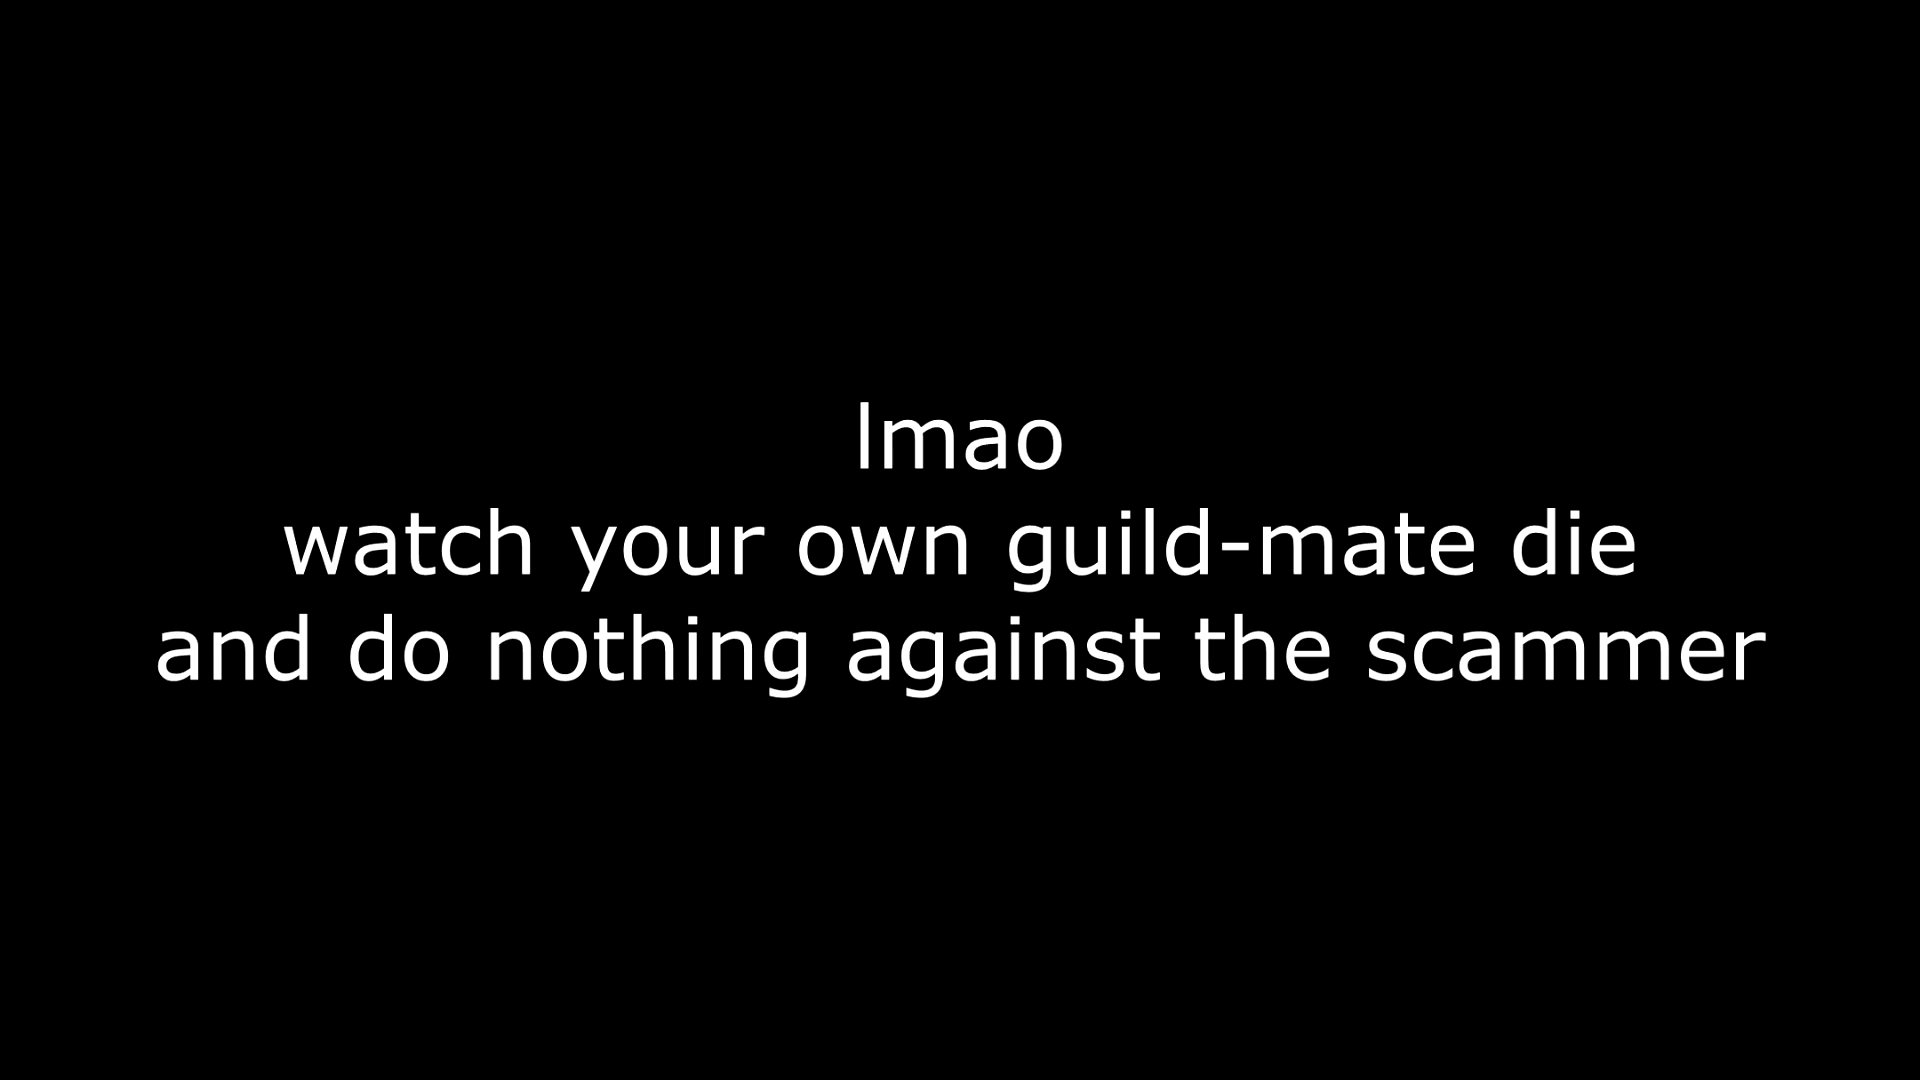 lmao
watch your own guild-mate die
and do nothing against the scammer